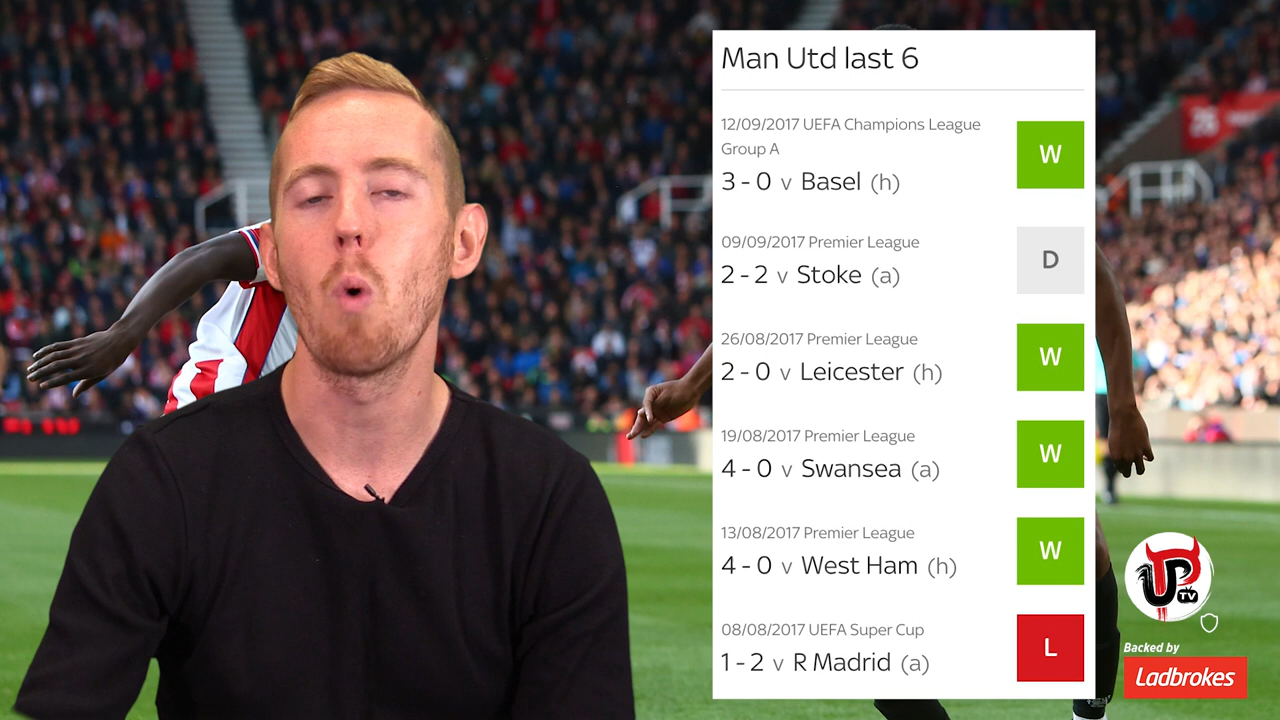 Man Utd last 6
12/09/2017 UEFA Champions League
Group A
3 - 0 v Basel (h)
W
09/09/2017 Premier League
2 - 2 v Stoke (a)
D
26/08/2017 Premier League
2 - 0 v Leicester (h)
W
19/08/2017 Premier League
4 - 0 v Swansea (a)
W
13/08/2017 Premier League
4 - 0 v West Ham (h)
W
08/08/2017 UEFA Super Cup
1 - 2 v R Madrid (a)
L
UP
TV
Backed by
Ladbrokes
26